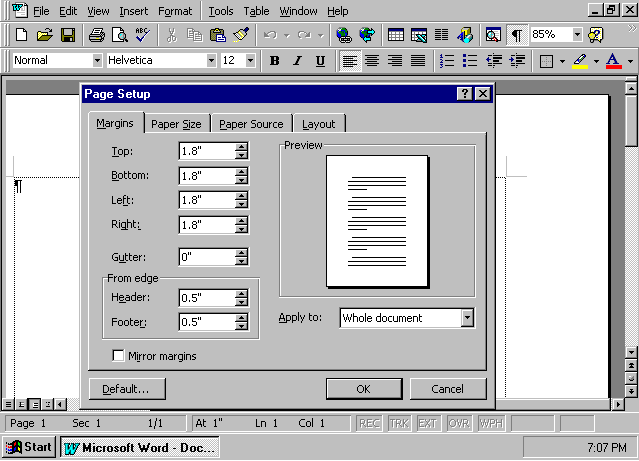 File Edit View Insert Format Tools Table Window Help
ABC ¶ 85% ?
Normal Helvetica 12 B I U A
Page Setup ?
Margins Paper Size Paper Source Layout
Top: 1.8" Preview
Bottom: 1.8"
Left: 1.8"
Right: 1.8"
Gutter: 0"
From edge
Header: 0.5"
Footer: 0.5" Apply to: Whole document
Mirror margins
Default... OK Cancel
¶
Page 1 Sec 1 1/1 At 1" Ln 1 Col 1 REC TRK EXT OVR WPH
Start Microsoft Word - Doc... 7:07 PM